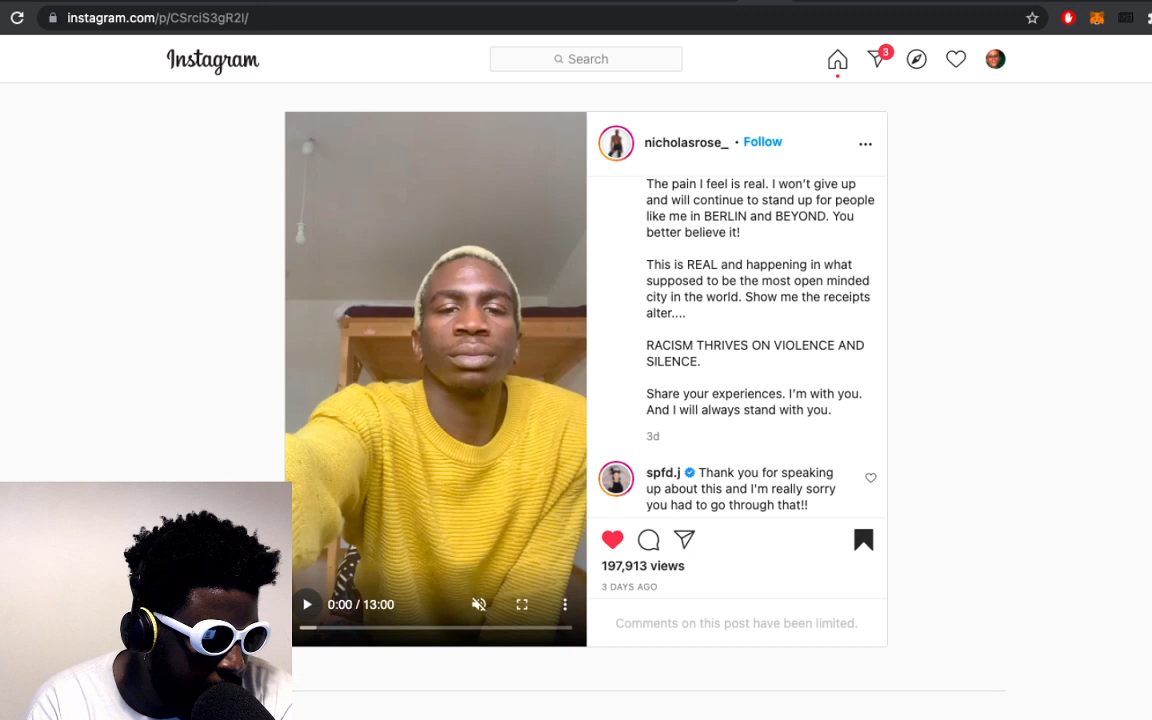 instagram.com/p/CSrciS3gR2I/
Instagram
Search
3
nicholasrose_ • Follow
The pain I feel is real. I won't give up
and will continue to stand up for people
like me in BERLIN and BEYOND. You
better believe it!
This is REAL and happening in what
supposed to be the most open minded
city in the world. Show me the receipts
alter....
RACISM THRIVES ON VIOLENCE AND
SILENCE.
Share your experiences. I'm with you.
And I will always stand with you.
3d
spfd.j Thank you for speaking
up about this and I'm really sorry
you had to go through that!!
197,913 views
3 DAYS AGO
0:00 / 13:00
Comments on this post have been limited.